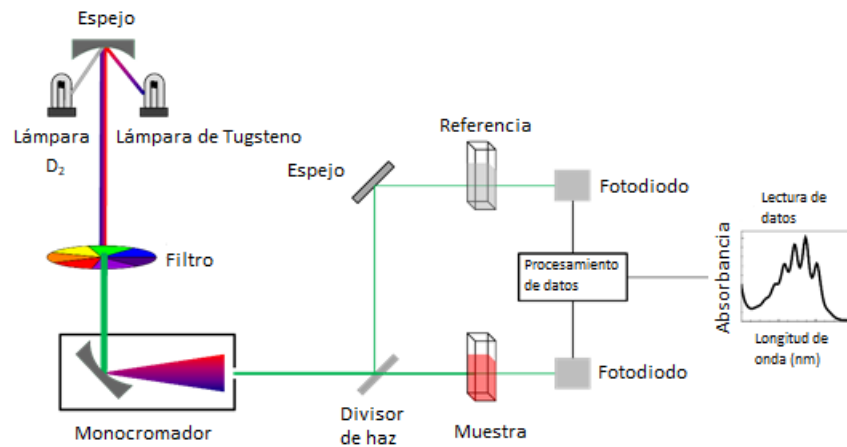 Espejo
Lámpara
D₂
Lámpara de Tugsteno
Filtro
Monocromador
Espejo
Referencia
Fotodiodo
Procesamiento
de datos
Divisor
de haz
Muestra
Fotodiodo
Lectura de
datos
Absorbancia
Longitud de
onda (nm)